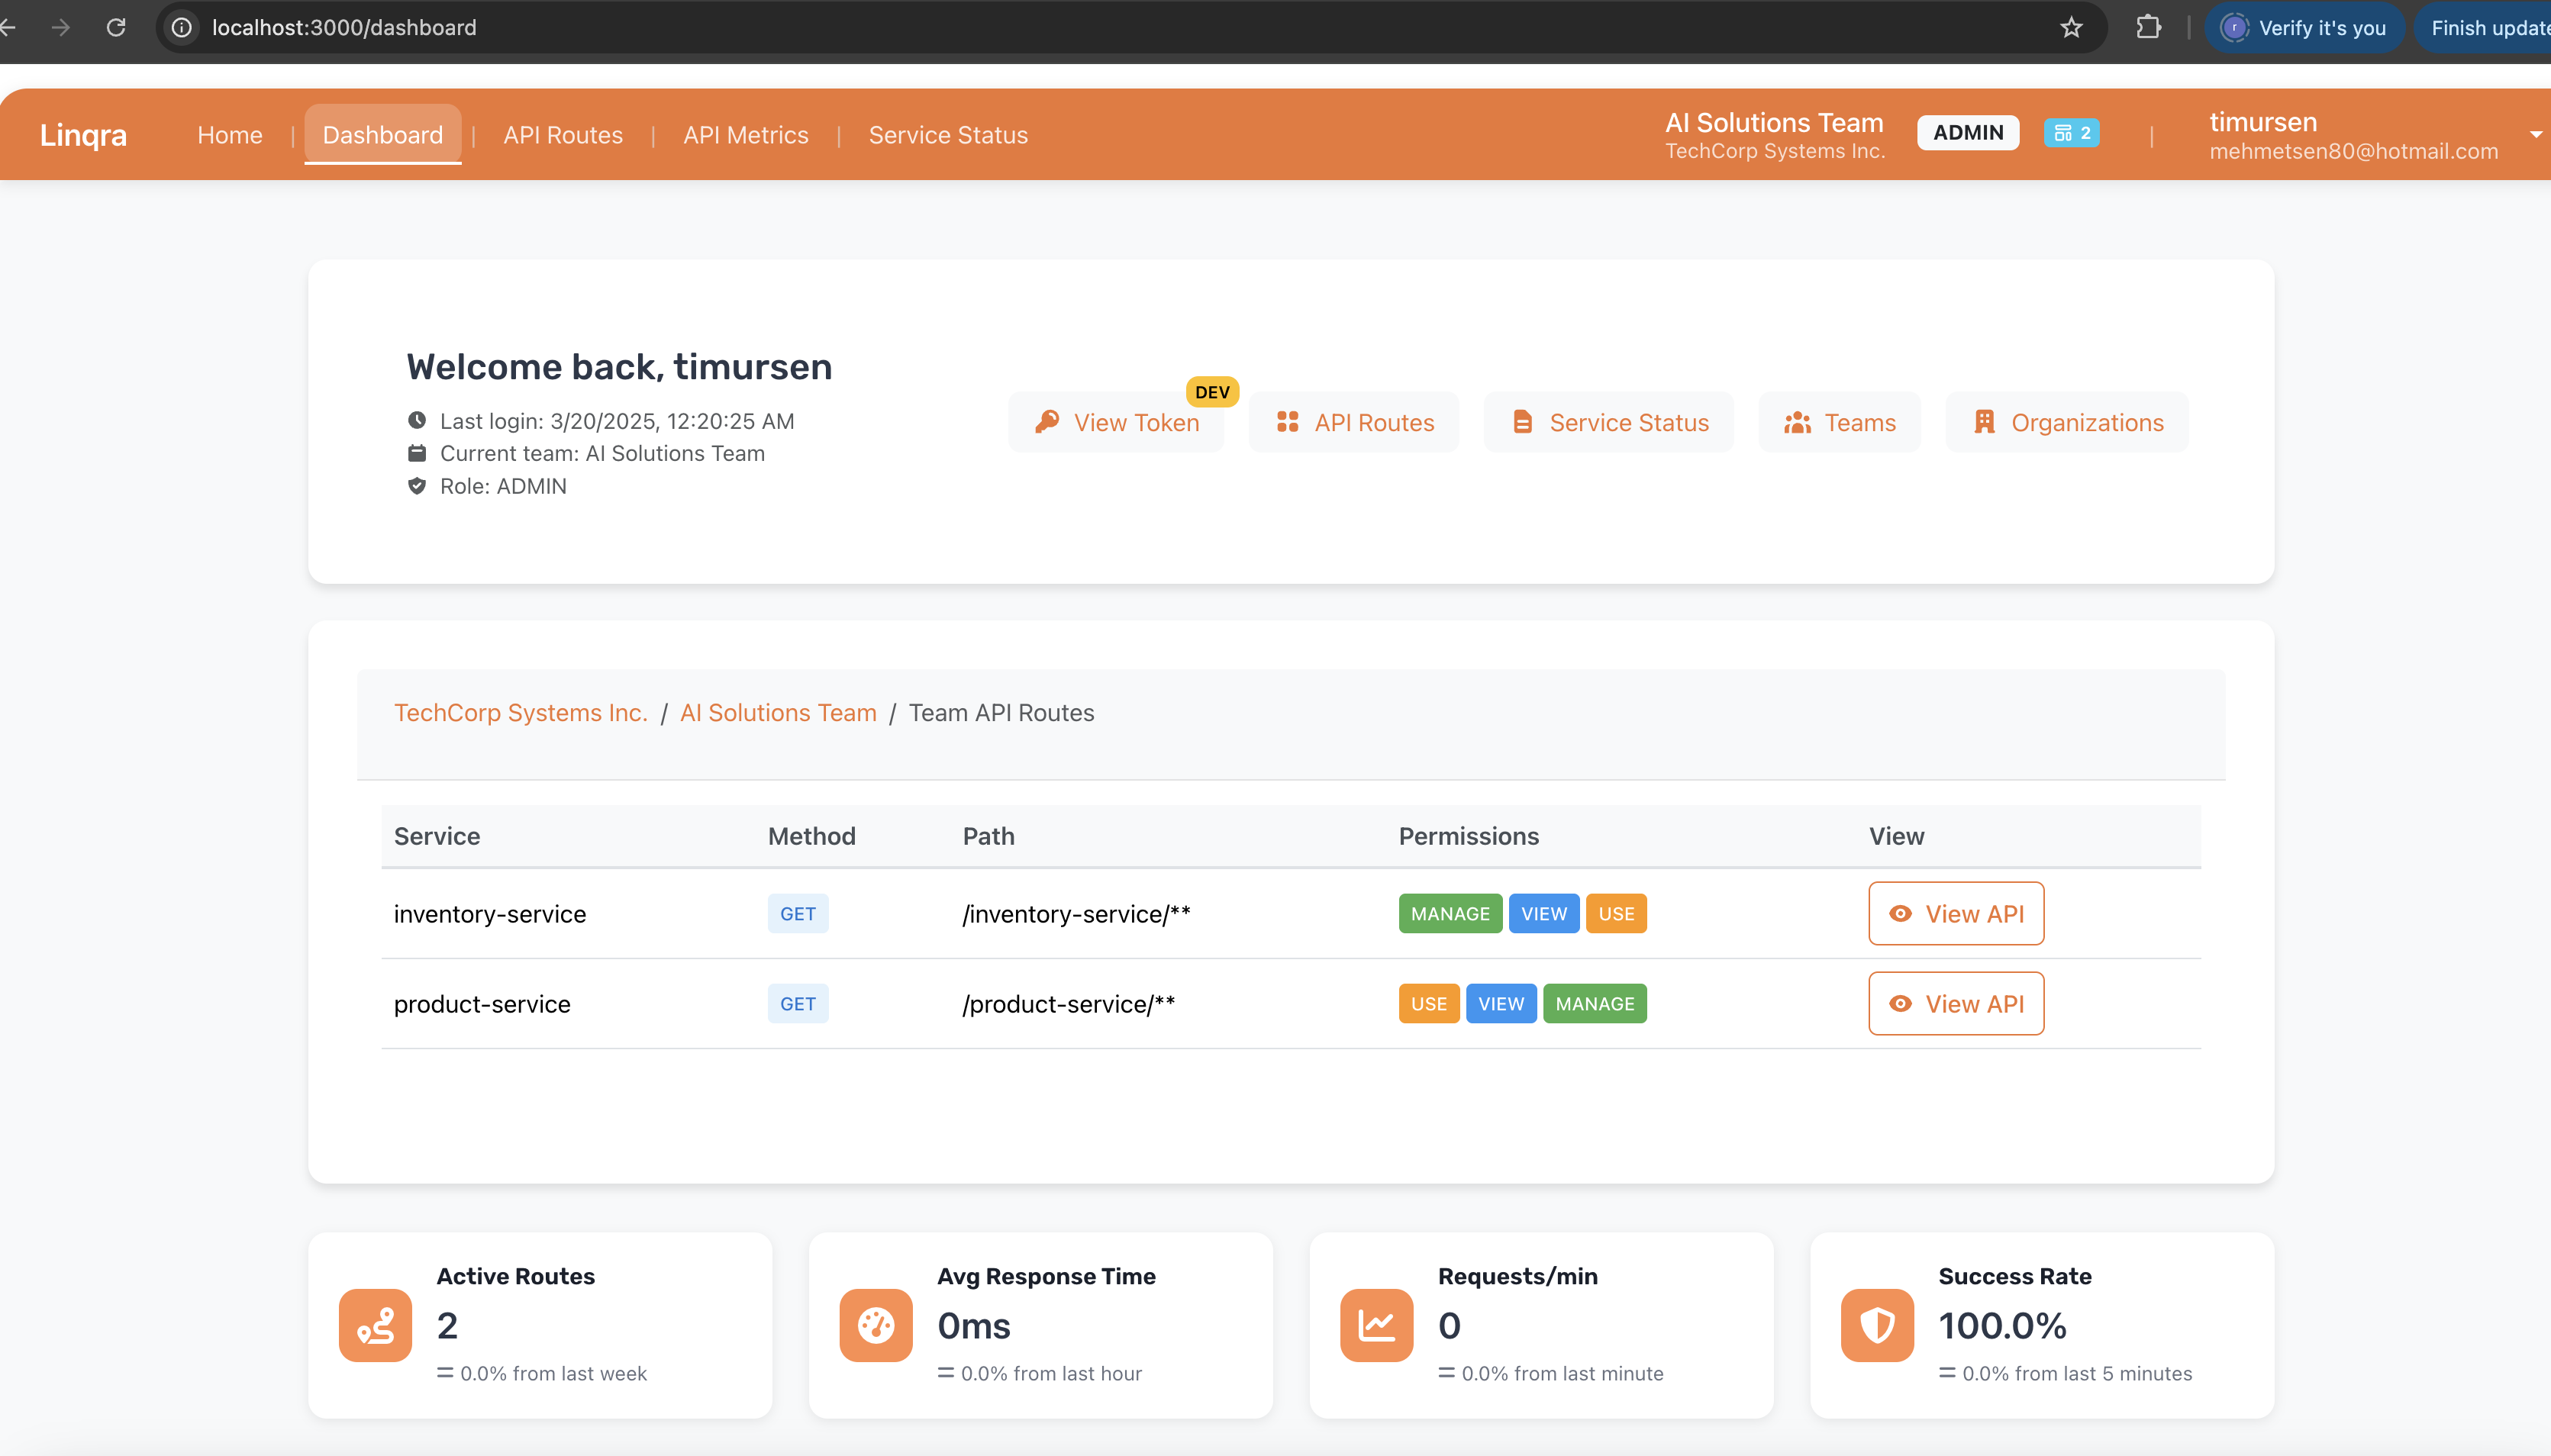 localhost:3000/dashboard
r Verify it's you
Finish update
Linqra
Home | Dashboard | API Routes | API Metrics | Service Status
AI Solutions Team
TechCorp Systems Inc.
ADMIN
2
|
timursen
mehmetsen80@hotmail.com
Welcome back, timursen
Last login: 3/20/2025, 12:20:25 AM
Current team: AI Solutions Team
Role: ADMIN
DEV
View Token
API Routes
Service Status
Teams
Organizations
TechCorp Systems Inc. / AI Solutions Team / Team API Routes
Service Method Path Permissions View
inventory-service GET /inventory-service/** MANAGE VIEW USE View API
product-service GET /product-service/** USE VIEW MANAGE View API
Active Routes
2
= 0.0% from last week
Avg Response Time
0ms
= 0.0% from last hour
Requests/min
0
= 0.0% from last minute
Success Rate
100.0%
= 0.0% from last 5 minutes